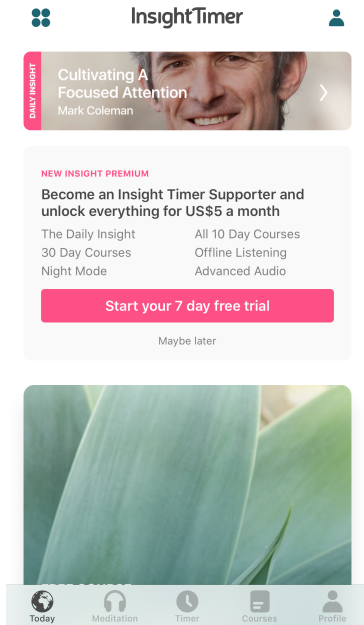 InsightTimer
DAILY INSIGHT
Cultivating A
Focused Attention
Mark Coleman
NEW INSIGHT PREMIUM
Become an Insight Timer Supporter and
unlock everything for US$5 a month
The Daily Insight
All 10 Day Courses
30 Day Courses
Offline Listening
Night Mode
Advanced Audio
Start your 7 day free trial
Maybe later
FREE COURSE
Today
Meditation
Timer
Courses
Profile